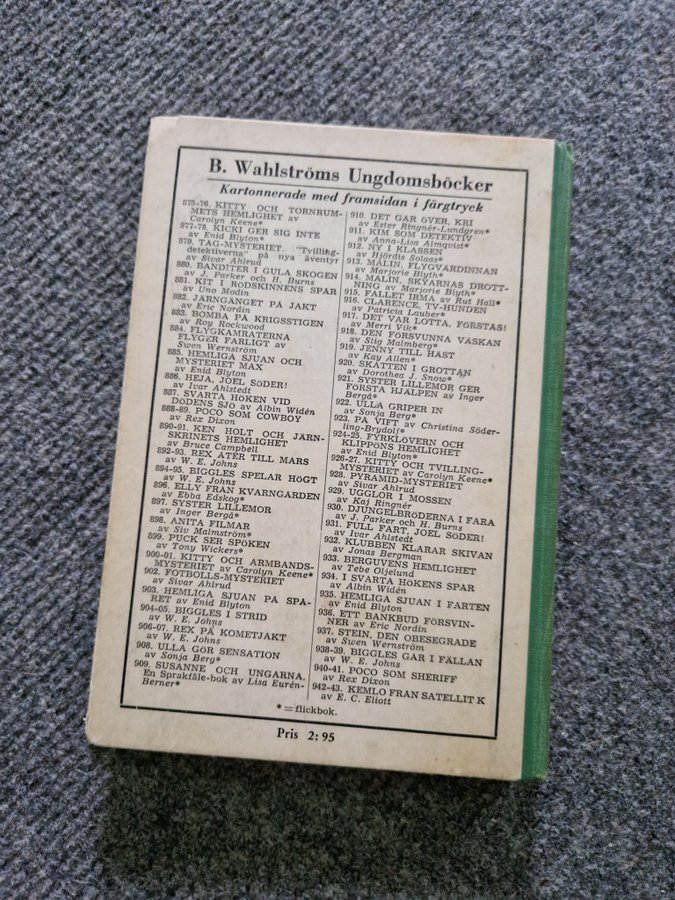 B. Wahlströms Ungdomsböcker
Kartonnerade med framsidan i färgtryck
875-76. KITTY OCH TORNRUM-
METS HEMLIGHET av
Carolyn Keene*
877-78. KICKI GER SIG INTE
av Enid Blyton*
879. TÅG-MYSTERIET. "Tvilling-
detektiverna" på nya äventyr
av Sivar Ahlrud
880. BANDITER I GULA SKOGEN
av J. Parker och H. Burns
881. KIT I RÖDSKINNENS SPÅR
av Uno Modin
882. JÄRNGÄNGET PÅ JAKT
av Eric Nordin
883. BOMBA PÅ KRIGSSTIGEN
av Roy Rockwood
884. FLYGKAMRATERNA
FLYGER FARLIGT av
Swen Wernström
885. HEMLIGA SJUAN OCH
MYSTERIET MAX
av Enid Blyton
886. HEJA, JOEL SÖDER!
av Ivar Ahlstedt
887. SVARTA HÖKEN VID
DÖDENS SJÖ av Albin Widén
888-89. POCO SOM COWBOY
av Rex Dixon
890-91. KEN HOLT OCH JÄRN-
SKRINETS HEMLIGHET
av Bruce Campbell
892-93. REX ÅTER TILL MARS
av W. E. Johns
894-95. BIGGLES SPELAR HÖGT
av W. E. Johns
896. ELLY FRÅN KVARNGÅRDEN
av Ebba Edskog*
897. SYSTER LILLEMOR
av Inger Bergå*
898. ANITA FILMAR
av Siv Malmström*
899. PUCK SER SPÖKEN
av Tony Wickers*
900-01. KITTY OCH ARMBANDS-
MYSTERIET av Carolyn Keene*
902. FOTBOLLS-MYSTERIET
av Sivar Ahlrud
903. HEMLIGA SJUAN PÅ SPÅ-
RET av Enid Blyton
904-05. BIGGLES I STRID
av W. E. Johns
906-07. REX PÅ KOMETJAKT
av W. E. Johns
908. ULLA GÖR SENSATION
av Sonja Berg*
909. SUSANNE OCH UNGARNA.
En Språkfåle-bok av Lisa Eurén-
Berner*
910. DET GÅR ÖVER, KRI
av Ester Ringnér-Lundgren*
911. KIM SOM DETEKTIV
av Anna-Lisa Almqvist*
912. NY I KLASSEN
av Hjördis Solaas*
913. MALIN, FLYGVÄRDINNAN
av Marjorie Blyth*
914. MALIN, SKYARNAS DROTT-
NING av Marjorie Blyth*
915. FALLET IRMA av Rut Hall*
916. CLARENCE, TV-HUNDEN
av Patricia Lauber*
917. DET VAR LOTTA, FÖRSTÅS!
av Merri Vik*
918. DEN FÖRSVUNNA VÄSKAN
av Stig Malmberg*
919. JENNY TILL HÄST
av Kay Allen*
920. SKATTEN I GROTTAN
av Dorothea J. Snow*
921. SYSTER LILLEMOR GER
FÖRSTA HJÄLPEN av Inger
Bergå*
922. ULLA GRIPER IN
av Sonja Berg*
923. PÅ VIFT av Christina Söder-
ling-Brydolf*
924-25. FYRKLÖVERN OCH
KLIPPONS HEMLIGHET
av Enid Blyton*
926-27. KITTY OCH TVILLING-
MYSTERIET av Carolyn Keene*
928. PYRAMID-MYSTERIET
av Sivar Ahlrud
929. UGGLOR I MOSSEN
av Kaj Ringnér
930. DJUNGELBRÖDERNA I FARA
av J. Parker och H. Burns
931. FULL FART, JOEL SÖDER!
av Ivar Ahlstedt
932. KLUBBEN KLARAR SKIVAN
av Jonas Bergman
933. BERGUVENS HEMLIGHET
av Tebe Oljelund
934. I SVARTA HÖKENS SPÅR
av Albin Widén
935. HEMLIGA SJUAN I FARTEN
av Enid Blyton
936. ETT BANKBUD FÖRSVIN-
NER av Eric Nordin
937. STEIN, DEN OBESEGRADE
av Swen Wernström
938-39. BIGGLES GÅR I FÄLLAN
av W. E. Johns
940-41. POCO SOM SHERIFF
av Rex Dixon
942-43. KEMLO FRÅN SATELLIT K
av E. C. Eliott
* = flickbok.
Pris 2: 95